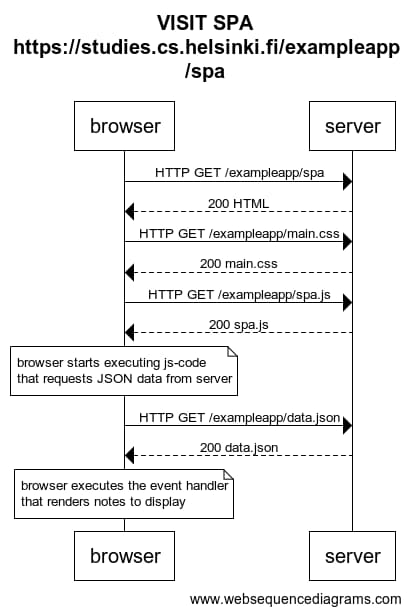 VISIT SPA
https://studies.cs.helsinki.fi/exampleapp
/spa
browser server
HTTP GET /exampleapp/spa
200 HTML
HTTP GET /exampleapp/main.css
200 main.css
HTTP GET /exampleapp/spa.js
200 spa.js
browser starts executing js-code
that requests JSON data from server
HTTP GET /exampleapp/data.json
200 data.json
browser executes the event handler
that renders notes to display
browser server
www.websequencediagrams.com